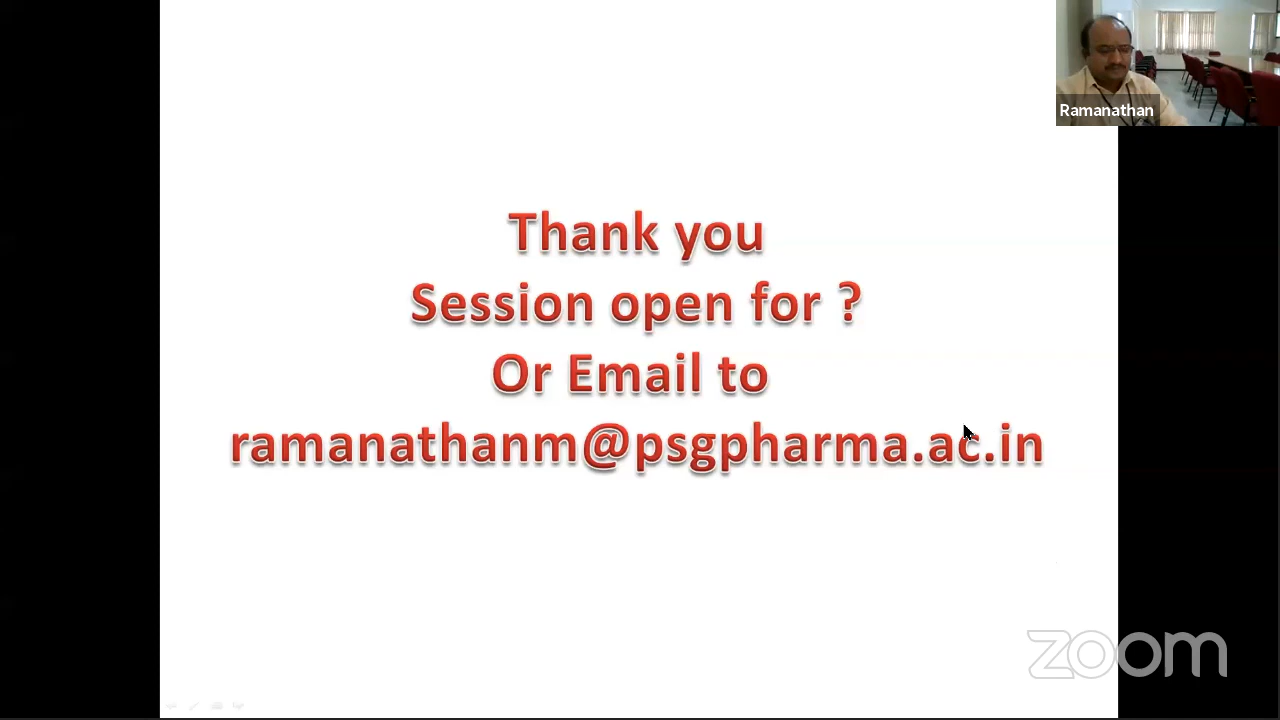 Ramanathan
Thank you
Session open for ?
Or Email to
ramanathanm@psgpharma.ac.in
zoom